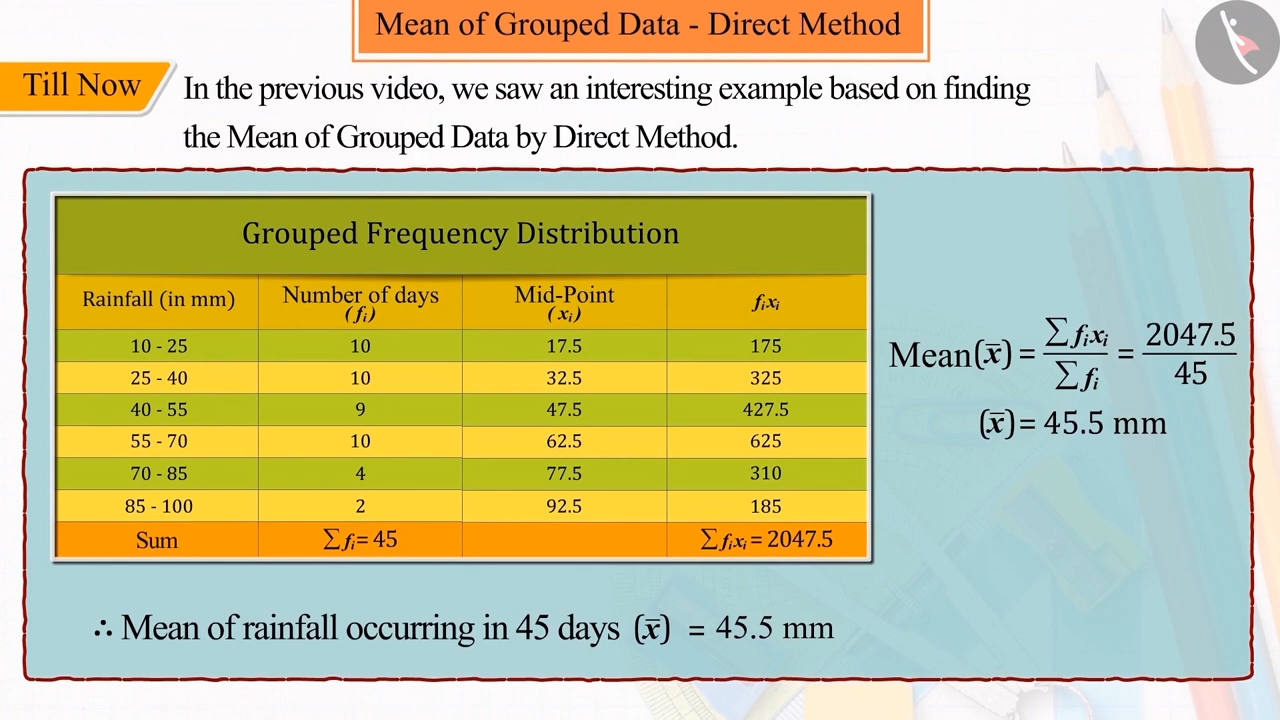 Mean of Grouped Data - Direct Method
Till Now
In the previous video, we saw an interesting example based on finding
the Mean of Grouped Data by Direct Method.
Grouped Frequency Distribution
Rainfall (in mm) Number of days (fᵢ) Mid-Point (xᵢ) fᵢxᵢ
10 - 25 10 17.5 175
25 - 40 10 32.5 325
40 - 55 9 47.5 427.5
55 - 70 10 62.5 625
70 - 85 4 77.5 310
85 - 100 2 92.5 185
Sum ∑fᵢ= 45 ∑fᵢxᵢ = 2047.5
Mean(x̅) = ∑fᵢxᵢ / ∑fᵢ = 2047.5 / 45
(x̅)= 45.5 mm
∴ Mean of rainfall occurring in 45 days (x̅) = 45.5 mm